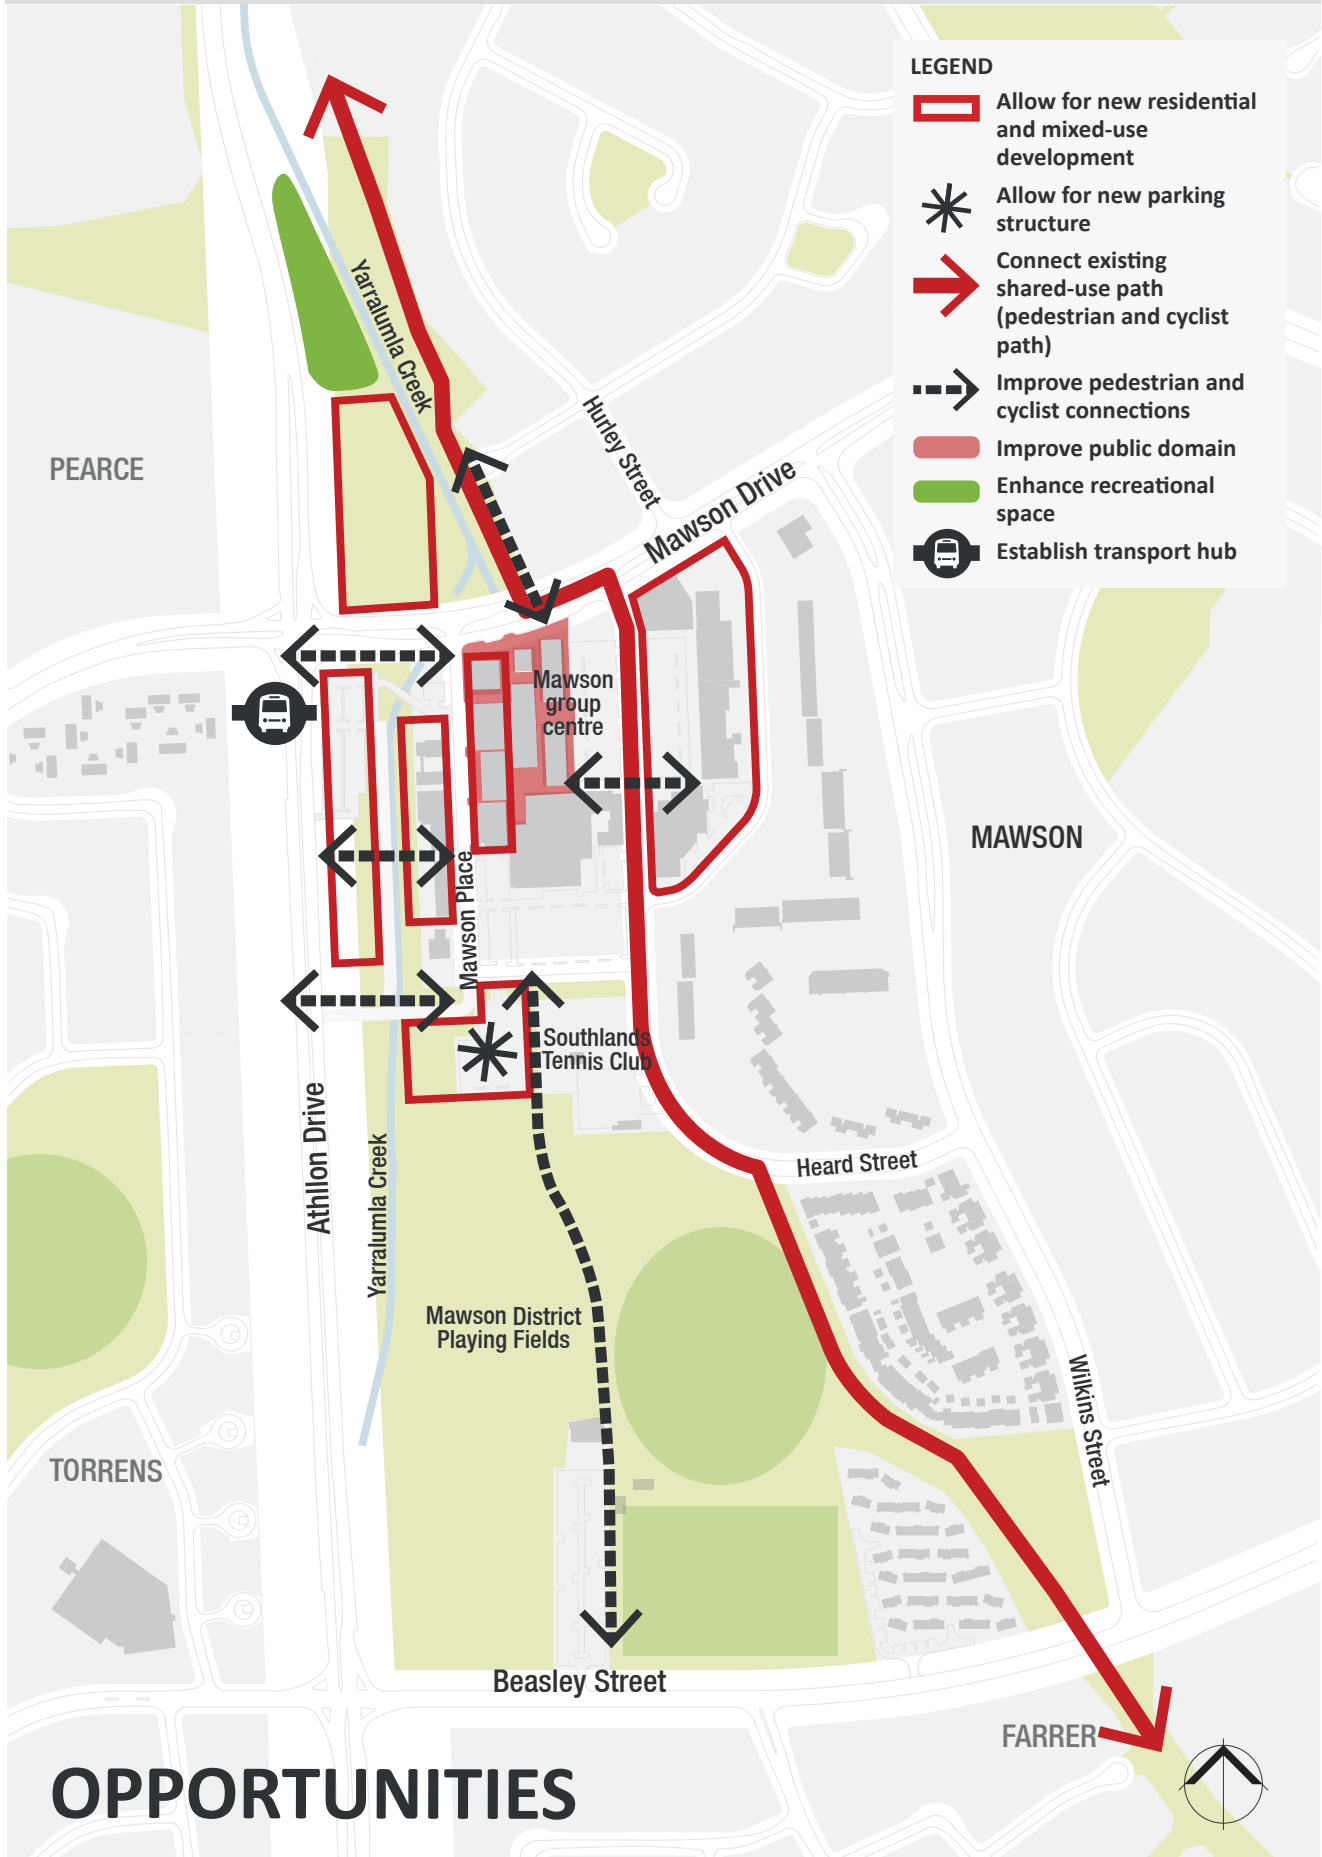 LEGEND
Allow for new residential
and mixed-use
development
Allow for new parking
structure
Connect existing
shared-use path
(pedestrian and cyclist
path)
Improve pedestrian and
cyclist connections
Improve public domain
Enhance recreational
space
Establish transport hub
Yarralumla Creek
Hurley Street
Mawson Drive
PEARCE
Mawson
group
centre
MAWSON
Mawson Place
Southlands
Tennis Club
Athllon Drive
Yarralumla Creek
Heard Street
Mawson District
Playing Fields
Wilkins Street
TORRENS
Beasley Street
FARRER
OPPORTUNITIES